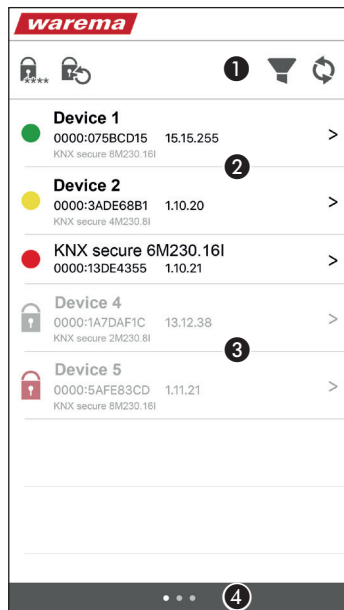 warema
****
1
Device 1
0000:075BCD15 15.15.255 >
KNX secure 8M230.16I
2
Device 2
0000:3ADE68B1 1.10.20 >
KNX secure 4M230.8I
KNX secure 6M230.16I
0000:13DE4355 1.10.21 >
Device 4
0000:1A7DAF1C 13.12.38 >
KNX secure 2M230.8I
3
Device 5
0000:5AFE83CD 1.11.21 >
KNX secure 8M230.16I
4